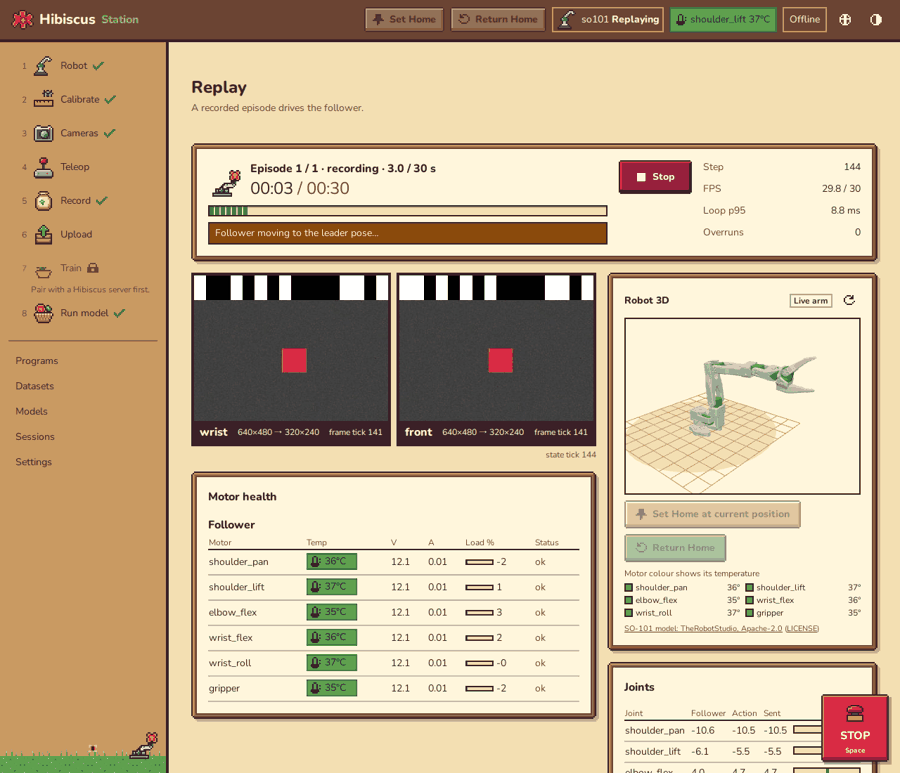 Hibiscus Station
Set Home
Return Home
so101 Replaying
shoulder_lift 37°C
Offline
1 Robot
2 Calibrate
3 Cameras
4 Teleop
5 Record
6 Upload
7 Train
Pair with a Hibiscus server first.
8 Run model
Programs
Datasets
Models
Sessions
Settings
Replay
A recorded episode drives the follower.
Episode 1 / 1 · recording · 3.0 / 30 s
00:03 / 00:30
Follower moving to the leader pose…
Stop
Step 144
FPS 29.8 / 30
Loop p95 8.8 ms
Overruns 0
wrist 640×480 → 320×240 frame tick 141
front 640×480 → 320×240 frame tick 141
state tick 144
Motor health
Follower
Motor Temp V A Load % Status
shoulder_pan 36°C 12.1 0.01 -2 ok
shoulder_lift 37°C 12.1 0.01 1 ok
elbow_flex 35°C 12.1 0.01 3 ok
wrist_flex 36°C 12.1 0.01 2 ok
wrist_roll 37°C 12.1 0.01 -0 ok
gripper 35°C 12.1 0.01 -2 ok
Robot 3D
Live arm
Set Home at current position
Return Home
Motor colour shows its temperature
shoulder_pan 36° shoulder_lift 37°
elbow_flex 35° wrist_flex 36°
wrist_roll 37° gripper 35°
SO-101 model: TheRobotStudio, Apache-2.0 (LICENSE)
Joints
Joint Follower Action Sent
shoulder_pan -10.6 -10.5 -10.5
shoulder_lift -6.1 -5.5 -5.5
STOP
Space